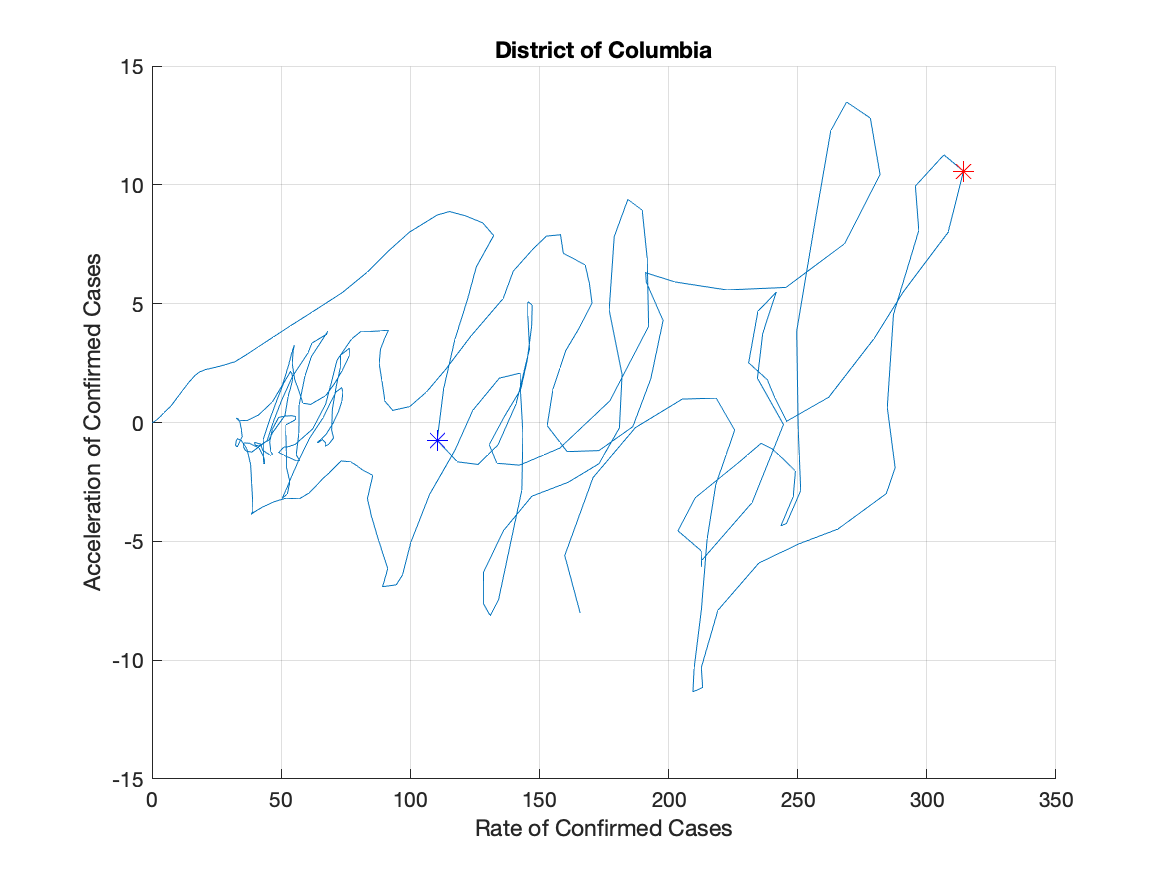 District of Columbia
15
10
5
0
-5
-10
-15
Acceleration of Confirmed Cases
0 50 100 150 200 250 300 350
Rate of Confirmed Cases